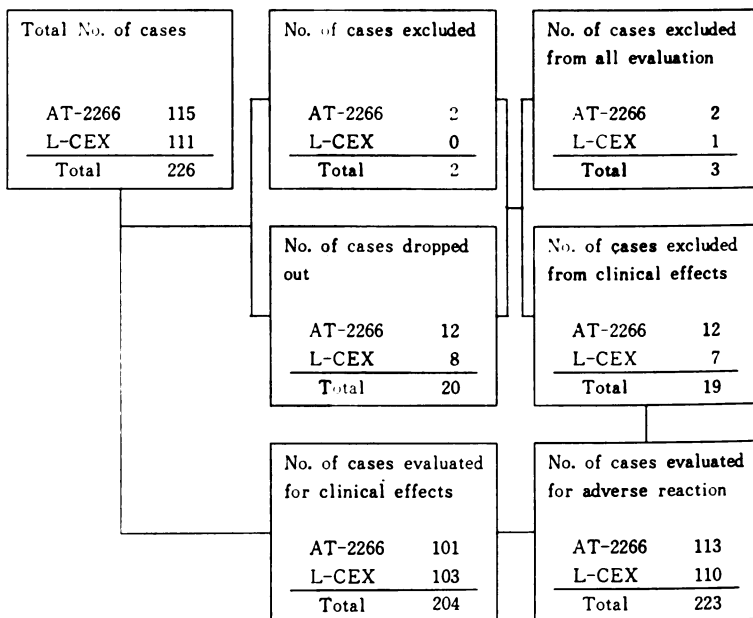 Total No. of cases
AT-2266 115
L-CEX 111
Total 226
No. of cases excluded
AT-2266 2
L-CEX 0
Total 2
No. of cases excluded
from all evaluation
AT-2266 2
L-CEX 1
Total 3
No. of cases dropped
out
AT-2266 12
L-CEX 8
Total 20
No. of cases excluded
from clinical effects
AT-2266 12
L-CEX 7
Total 19
No. of cases evaluated
for clinical effects
AT-2266 101
L-CEX 103
Total 204
No. of cases evaluated
for adverse reaction
AT-2266 113
L-CEX 110
Total 223